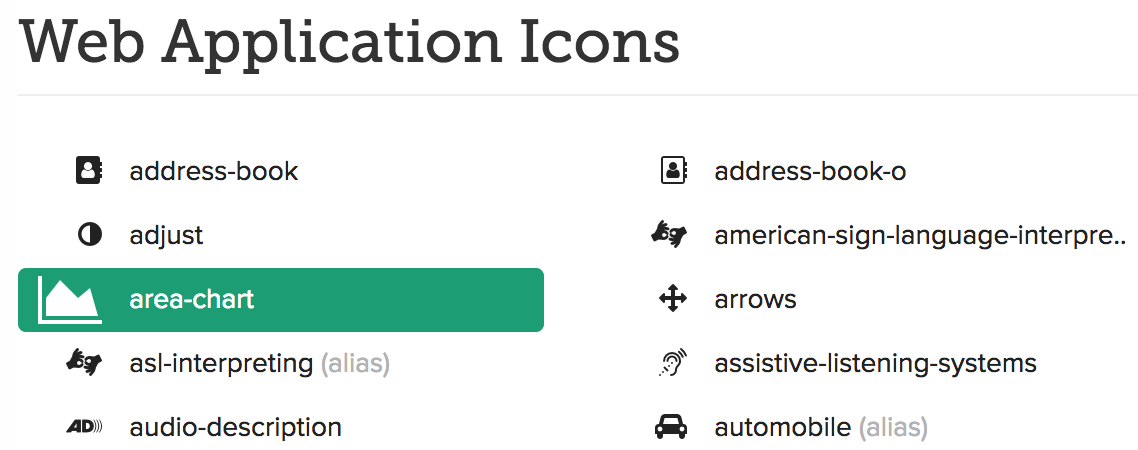 Web Application Icons
address-book
address-book-o
adjust
american-sign-language-interpre..
area-chart
arrows
asl-interpreting (alias)
assistive-listening-systems
AD audio-description
automobile (alias)